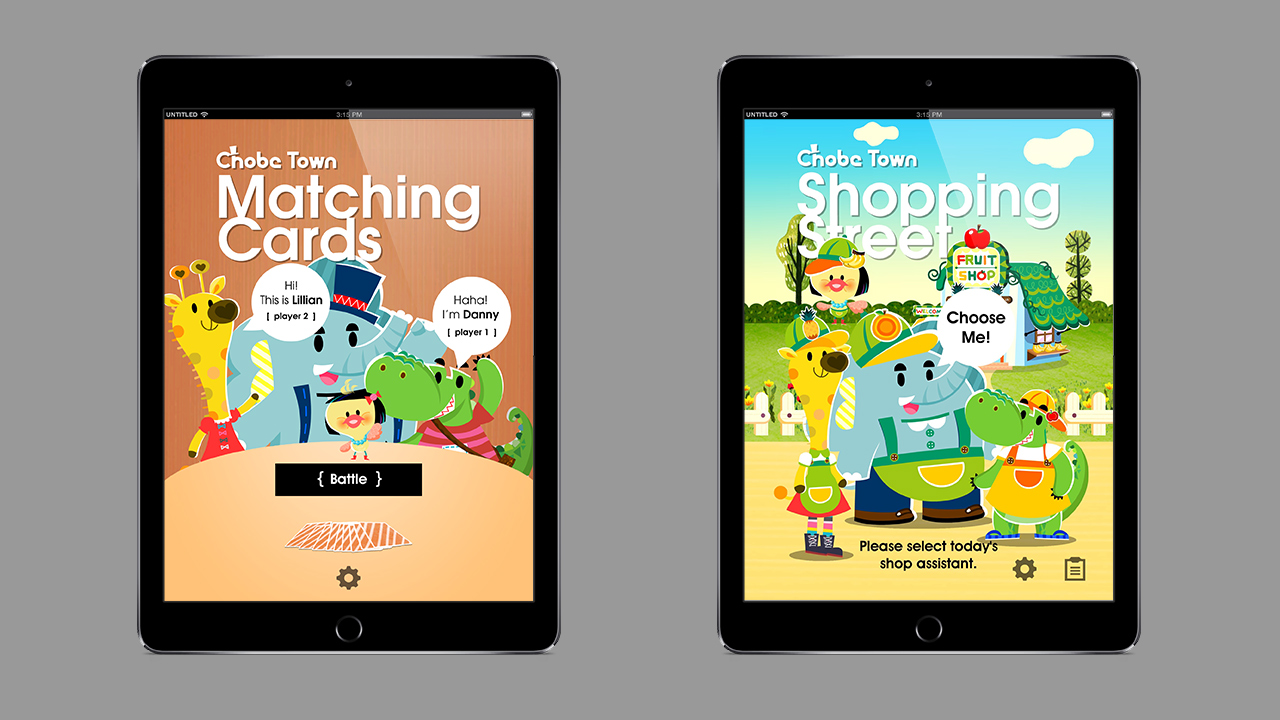 UNTITLED 3:15 PM
Chobe Town
Matching
Cards
Hi!
This is Lillian
[ player 2 ]
Haha!
I'm Danny
[ player 1 ]
{ Battle }
UNTITLED 3:15 PM
Chobe Town
Shopping
Street
FRUIT
SHOP
WELCOM
Choose
Me!
Please select today's
shop assistant.